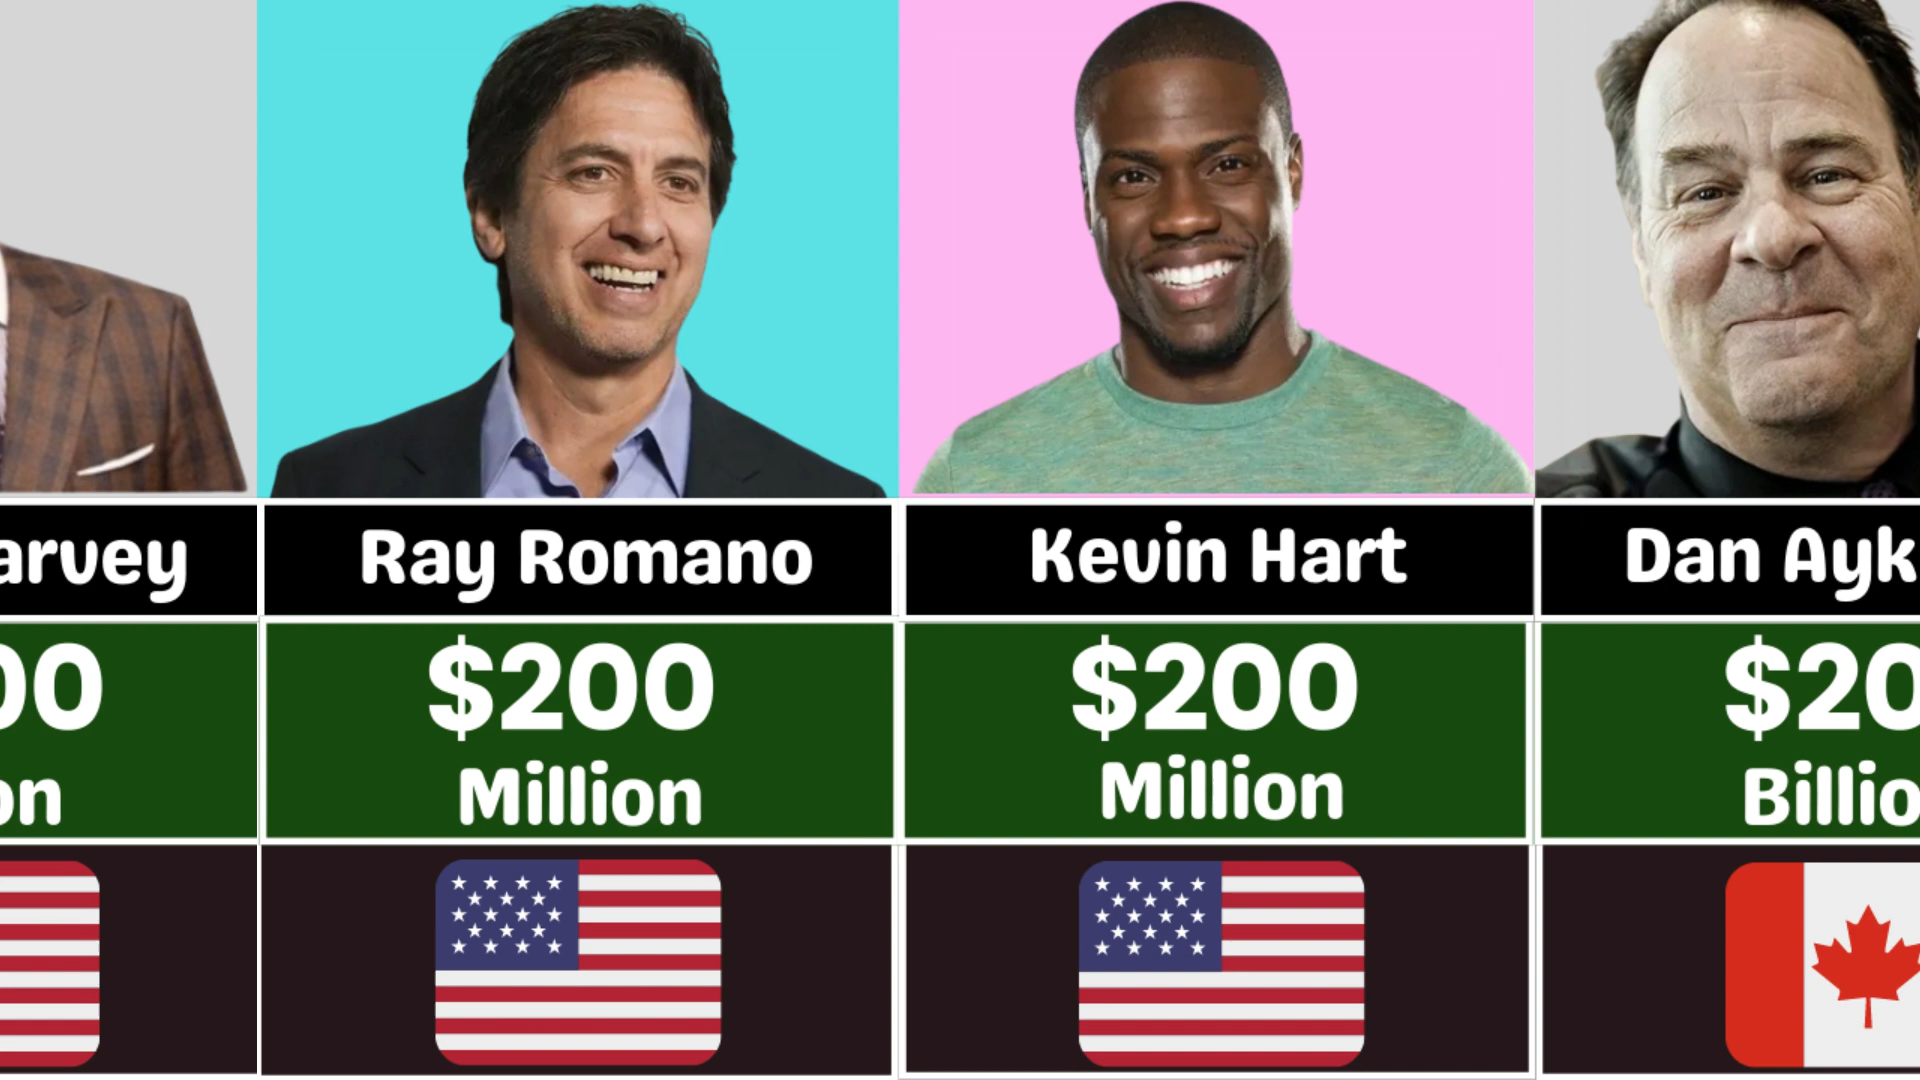 arvey
Ray Romano
Kevin Hart
Dan Ayk
00
$200
$200
$20
on
Million
Million
Billio